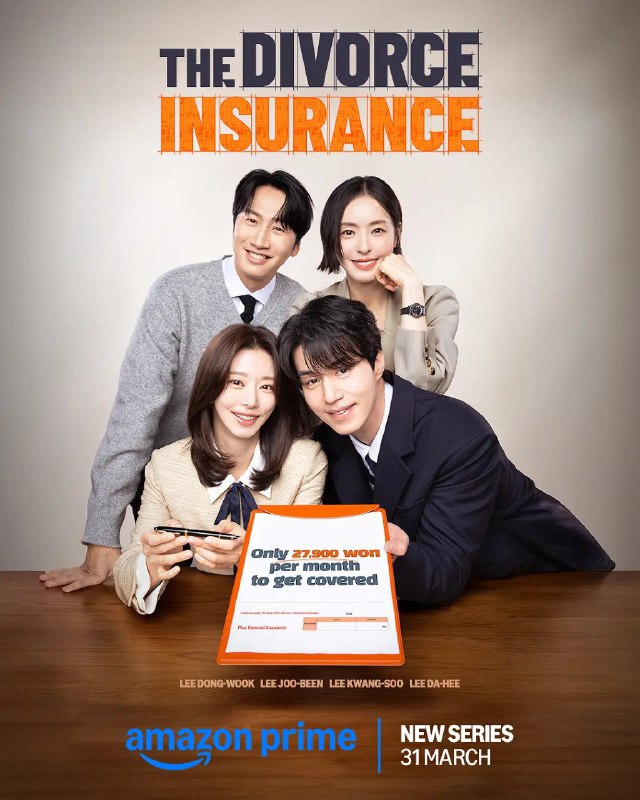 THE DIVORCE
INSURANCE
Only 27.900 won
per month
to get covered
Plus General Insurance
LEE DONG-WOOK LEE JOO-BEEN LEE KWANG-SOO LEE DA-HEE
amazon prime
NEW SERIES
31 MARCH